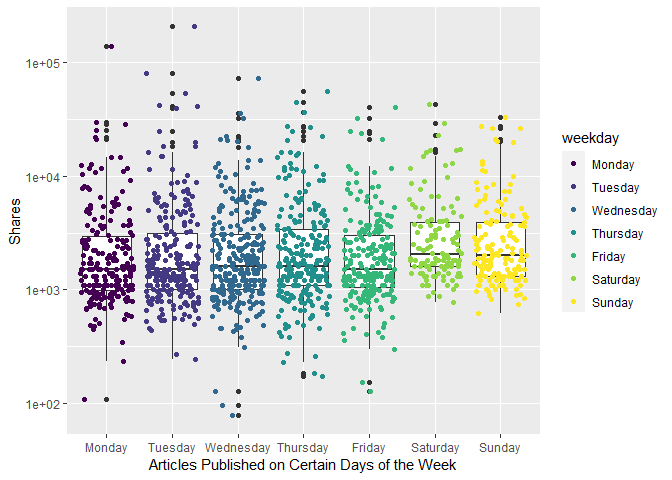 1e+05
1e+04
1e+03
1e+02
Shares
Monday Tuesday Wednesday Thursday Friday Saturday Sunday
Articles Published on Certain Days of the Week
weekday
Monday
Tuesday
Wednesday
Thursday
Friday
Saturday
Sunday